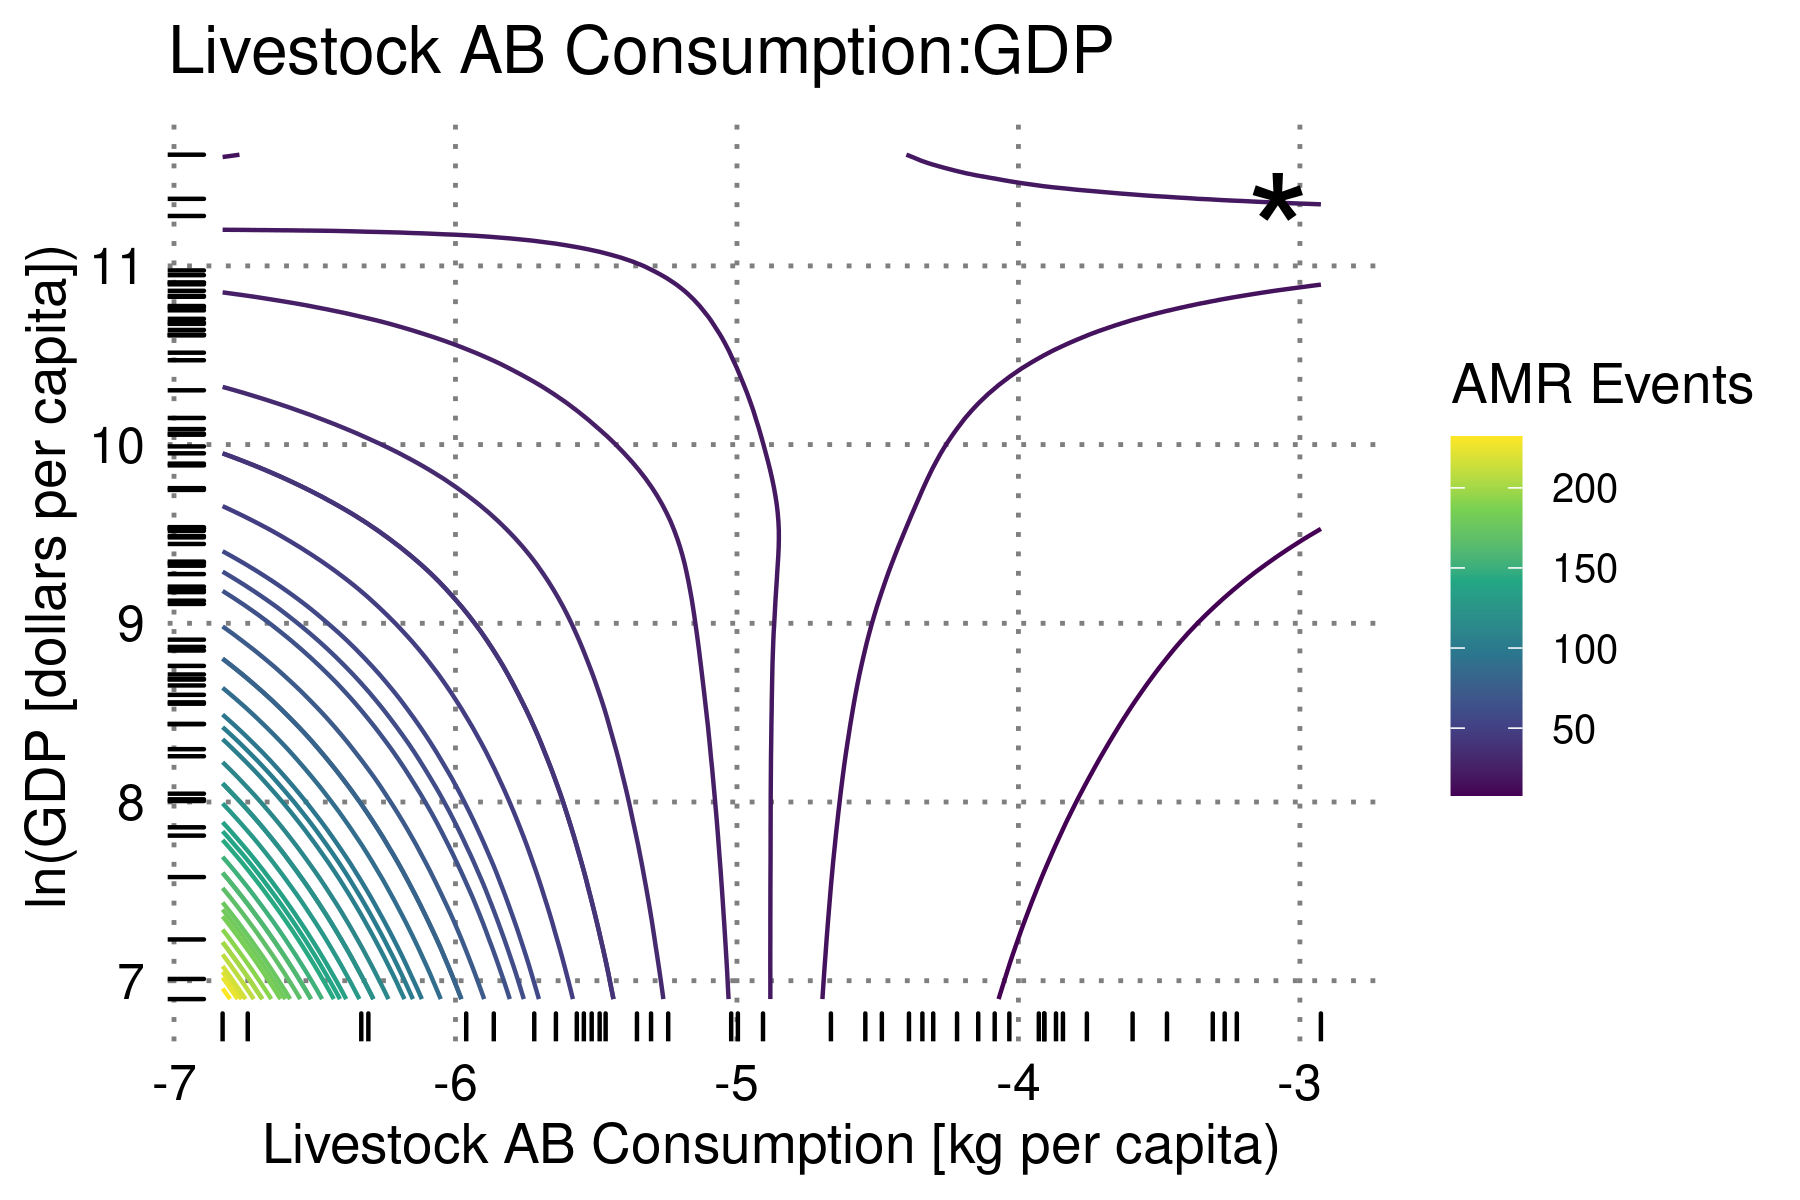 Livestock AB Consumption:GDP
*
ln(GDP [dollars per capita])
11
10
9
8
7
-7 -6 -5 -4 -3
Livestock AB Consumption [kg per capita)
AMR Events
200
150
100
50